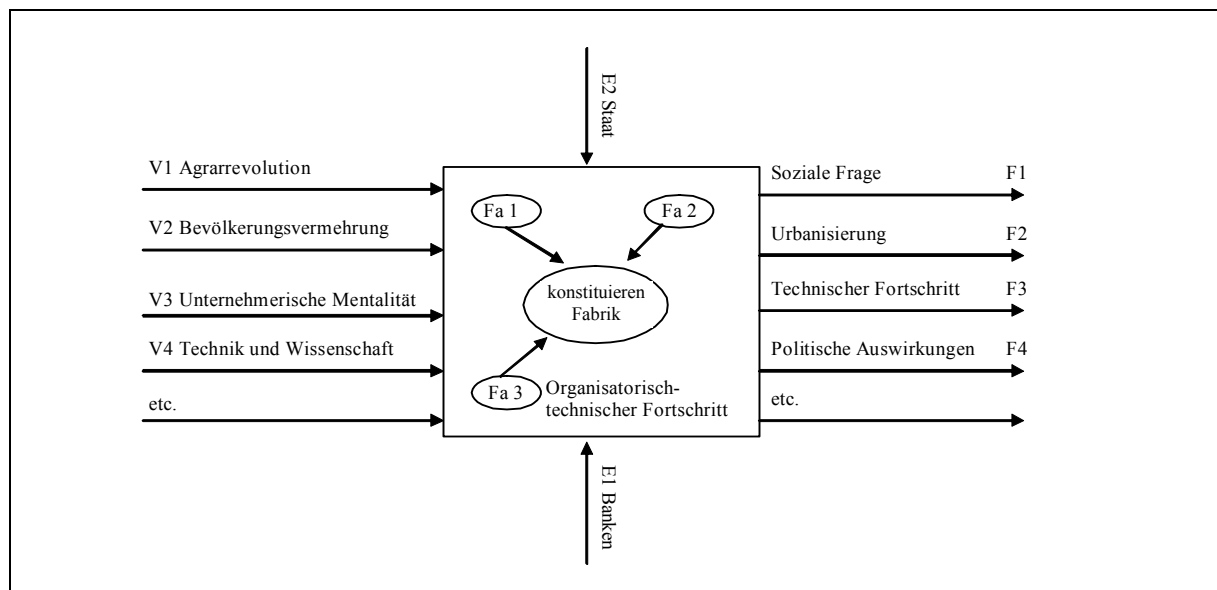 E2 Staat
V1 Agrarrevolution
V2 Bevölkerungsvermehrung
V3 Unternehmerische Mentalität
V4 Technik und Wissenschaft
etc.
Fa 1
Fa 2
konstituieren
Fabrik
Fa 3
Organisatorisch-
technischer Fortschritt
Soziale Frage F1
Urbanisierung F2
Technischer Fortschritt F3
Politische Auswirkungen F4
etc.
E1 Banken